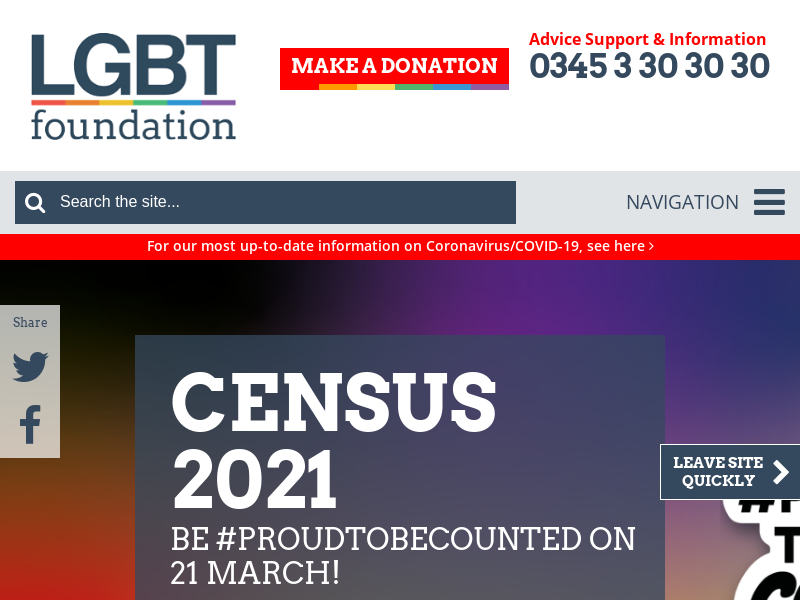 LGBT
foundation
MAKE A DONATION
Advice Support & Information
0345 3 30 30 30
Search the site...
NAVIGATION
For our most up-to-date information on Coronavirus/COVID-19, see here
Share
CENSUS
2021
BE #PROUDTOBECOUNTED ON
21 MARCH!
LEAVE SITE
QUICKLY